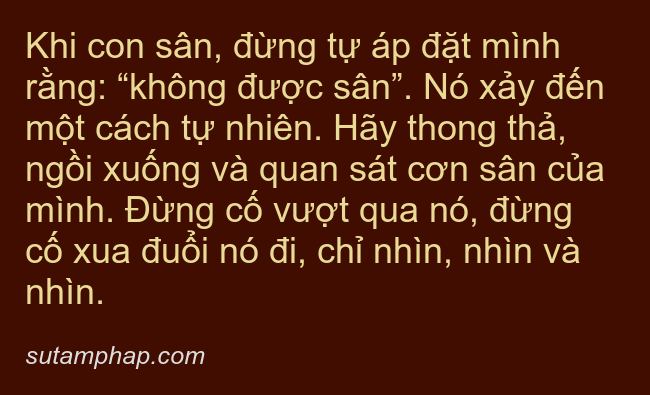 Khi con sân, đừng tự áp đặt mình
rằng: “không được sân”. Nó xảy đến
một cách tự nhiên. Hãy thong thả,
ngồi xuống và quan sát cơn sân của
mình. Đừng cố vượt qua nó, đừng
cố xua đuổi nó đi, chỉ nhìn, nhìn và
nhìn.
sutamphap.com